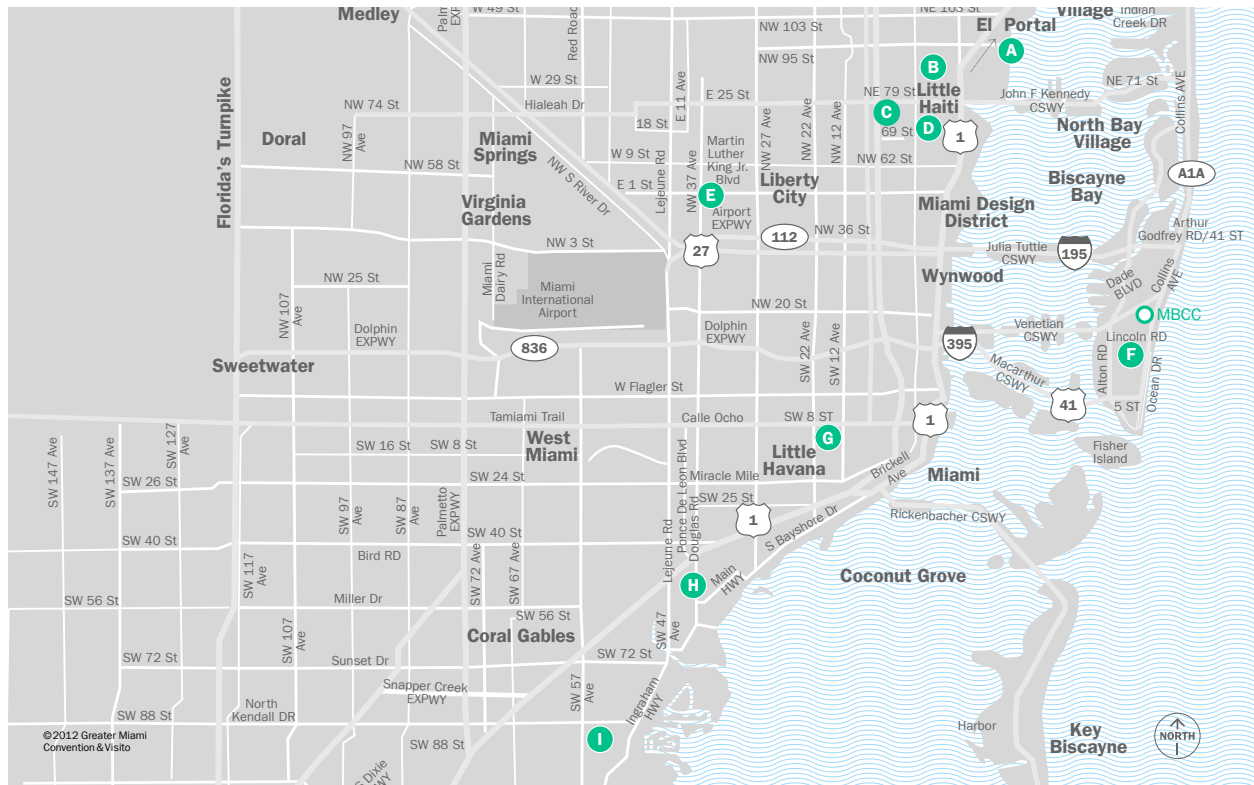 Medley
Palm
EXPWY
W 49 St
Red Road
NE 103 St
Village
Indian
Creek DR
El Portal
A
NW 103 St
NW 95 St
B
Little
Haiti
NE 79 St
C
D
69 St
1
John F Kennedy
CSWY
NE 71 St
Collins AVE
North Bay
Village
A1A
Biscayne
Bay
Florida's Turnpike
Doral
NW 74 St
NW 97
Ave
NW 58 St
W 29 St
Hialeah Dr
18 St
E 11 Ave
E 25 St
Miami
Springs
NW S River Dr
W 9 St
E 1 St
Lejeune Rd
NW 37 Ave
Martin
Luther
King Jr.
Blvd
NW 27 Ave
NW 22 Ave
NW 12 Ave
NW 62 St
E
Liberty
City
Airport
EXPWY
112
NW 36 St
27
Virginia
Gardens
NW 3 St
Miami Design
District
Julia Tuttle
CSWY
195
Arthur
Godfrey RD/41 ST
Wynwood
Dade
BLVD
Collins
AVE
MBCC
NW 25 St
Miami
Dairy Rd
Miami
International
Airport
NW 107
Ave
NW 20 St
Dolphin
EXPWY
Dolphin
EXPWY
836
SW 22 Ave
SW 12 Ave
395
Venetian
CSWY
Lincoln RD
F
Alton RD
Ocean DR
Macarthur
CSWY
41
5 ST
Fisher
Island
Sweetwater
W Flagler St
Tamiami Trail
Calle Ocho
SW 8 ST
1
G
Little
Havana
SW 147 Ave
SW 137 Ave
SW 127
Ave
SW 16 St
SW 8 St
West
Miami
SW 26 St
SW 24 St
Miracle Mile
Brickell
Ave
Miami
Ponce De Leon Blvd
Douglas Rd
Lejeune Rd
SW 25 St
1
S Bayshore Dr
Rickenbacher CSWY
SW 97
Ave
SW 87
Ave
Palmetto
EXPWY
SW 40 St
SW 40 St
Bird RD
SW 117
Ave
SW 72 Ave
SW 67 Ave
Coconut Grove
H
Main
HWY
SW 56 St
Miller Dr
SW 56 St
SW 47
Ave
Coral Gables
SW 107
Ave
SW 72 St
Sunset Dr
SW 72 St
Snapper Creek
EXPWY
SW 57
Ave
Ingraham
HWY
SW 88 St
North
Kendall DR
©2012 Greater Miami
Convention & Visito
SW 88 St
I
S Dixie
Harbor
Key
Biscayne
NORTH